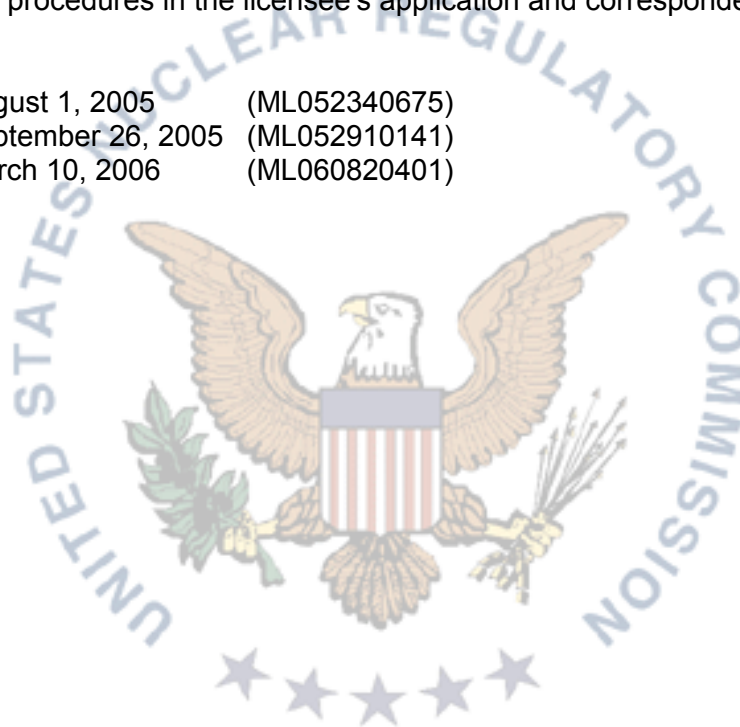 procedures in the licensee's application and corresponde
gust 1, 2005 (ML052340675)
ptember 26, 2005 (ML052910141)
rch 10, 2006 (ML060820401)
UNITED STATES NUCLEAR REGULATORY COMMISSION